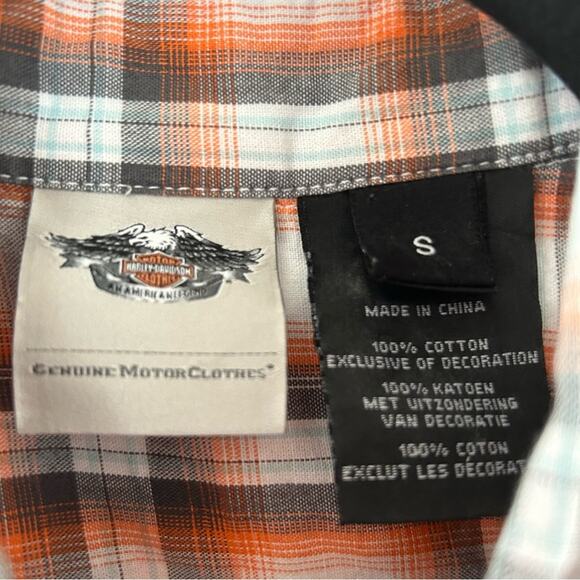 MOTOR
HARLEY-DAVIDSON
CLOTHES
AN AMERICAN LEGEND
GENUINE MOTORCLOTHES®
S
MADE IN CHINA
100% COTTON
EXCLUSIVE OF DECORATION
100% KATOEN
MET UITZONDERING
VAN DECORATIE
100% COTON
EXCLUT LES DÉCORAT